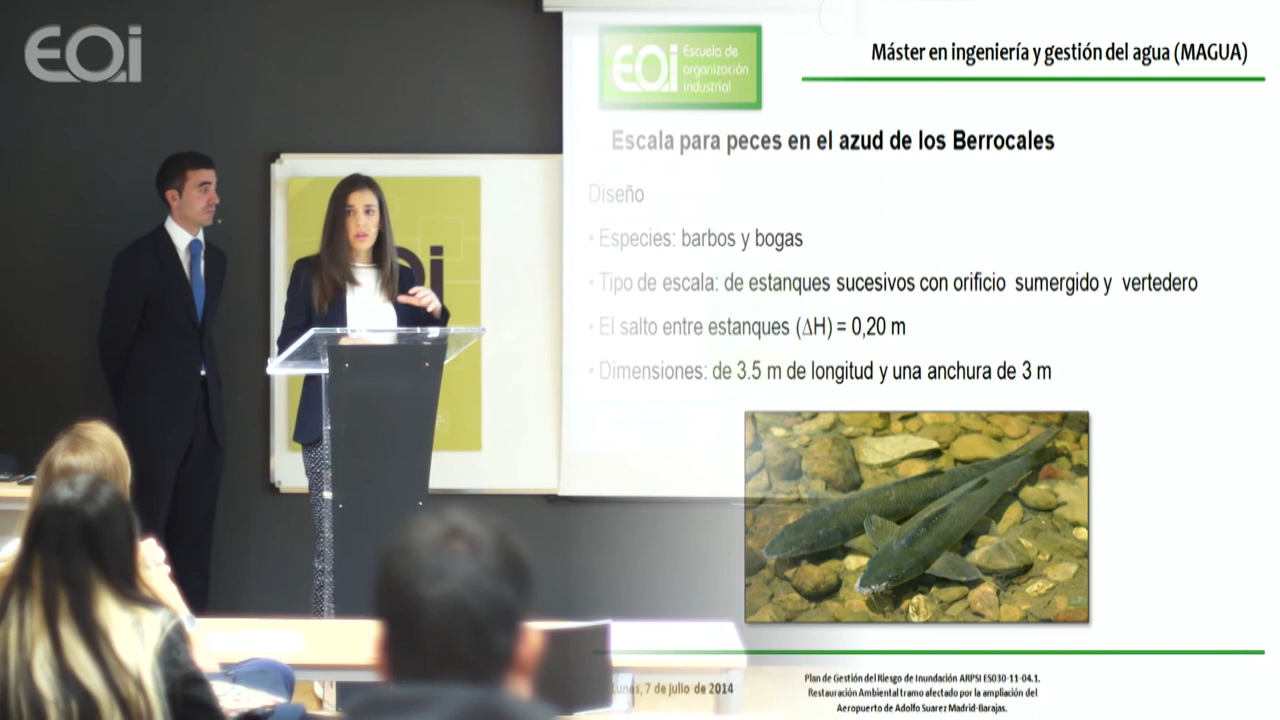 EOi
EOi Escuela de
organización
industrial
Máster en ingeniería y gestión del agua (MAGUA)
Escala para peces en el azud de los Berrocales
Diseño
• Especies: barbos y bogas
• Tipo de escala: de estanques sucesivos con orificio sumergido y vertedero
• El salto entre estanques (∆H) = 0,20 m
• Dimensiones: de 3.5 m de longitud y una anchura de 3 m
Lunes, 7 de julio de 2014
Plan de Gestión del Riesgo de Inundación ARPSI ES030-11-04.1.
Restauración Ambiental tramo afectado por la ampliación del
Aeropuerto de Adolfo Suarez Madrid-Barajas.